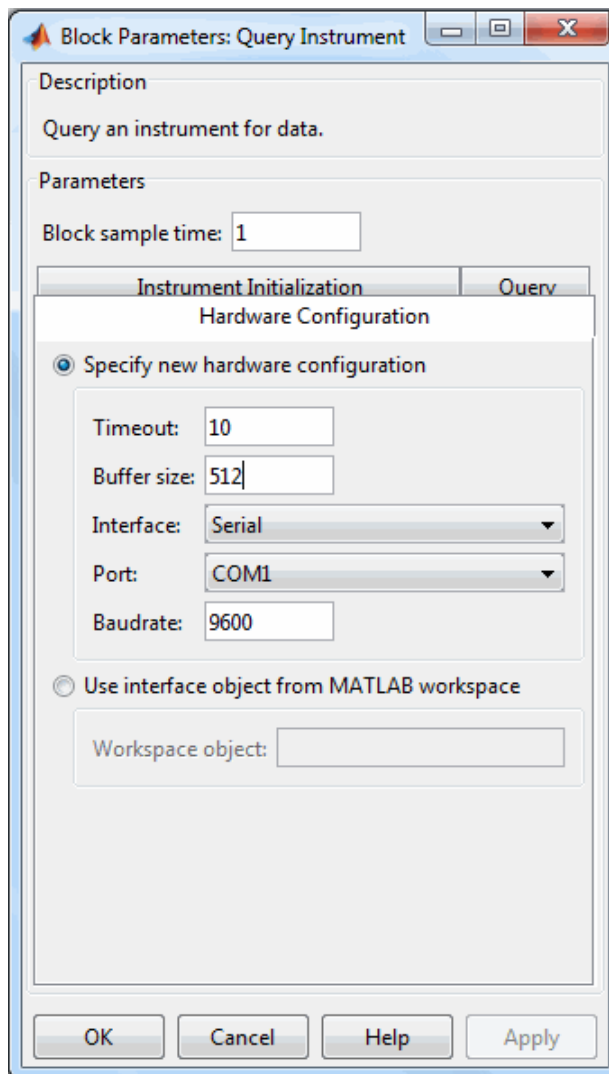 Block Parameters: Query Instrument
Description
Query an instrument for data.
Parameters
Block sample time: 1
Instrument Initialization Query
Hardware Configuration
Specify new hardware configuration
Timeout: 10
Buffer size: 512
Interface: Serial
Port: COM1
Baudrate: 9600
Use interface object from MATLAB workspace
Workspace object:
OK Cancel Help Apply